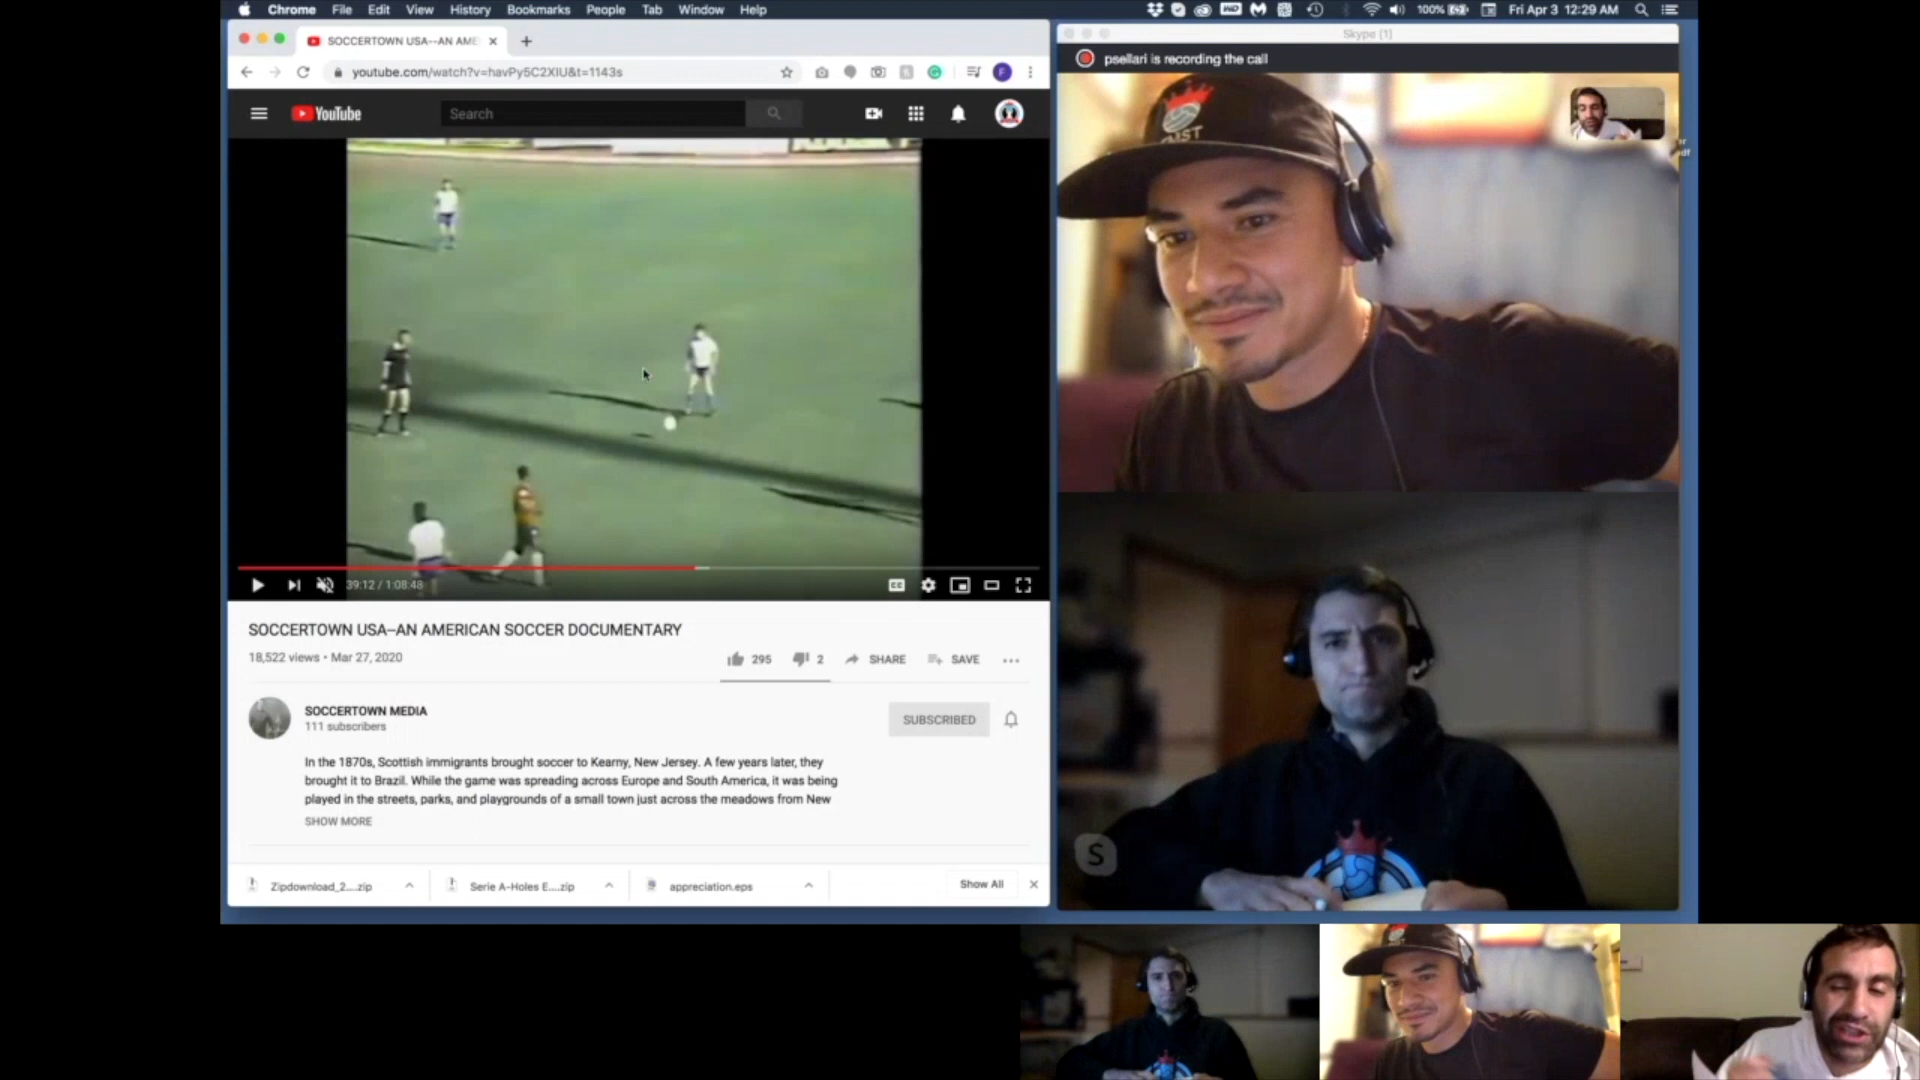 Chrome File Edit View History Bookmarks People Tab Window Help
100% Fri Apr 3 12:29 AM
SOCCERTOWN USA--AN AME
youtube.com/watch?v=havPy5C2XIU&t=1143s
F
YouTube
Search
39:12 / 1:08:48
CC
SOCCERTOWN USA--AN AMERICAN SOCCER DOCUMENTARY
18,522 views • Mar 27, 2020
295 2 SHARE SAVE
SOCCERTOWN MEDIA
111 subscribers
SUBSCRIBED
In the 1870s, Scottish immigrants brought soccer to Kearny, New Jersey. A few years later, they
brought it to Brazil. While the game was spreading across Europe and South America, it was being
played in the streets, parks, and playgrounds of a small town just across the meadows from New
SHOW MORE
Zipdownload_2....zip
Serie A-Holes E....zip
appreciation.eps
Show All
Skype (1)
psellari is recording the call
S